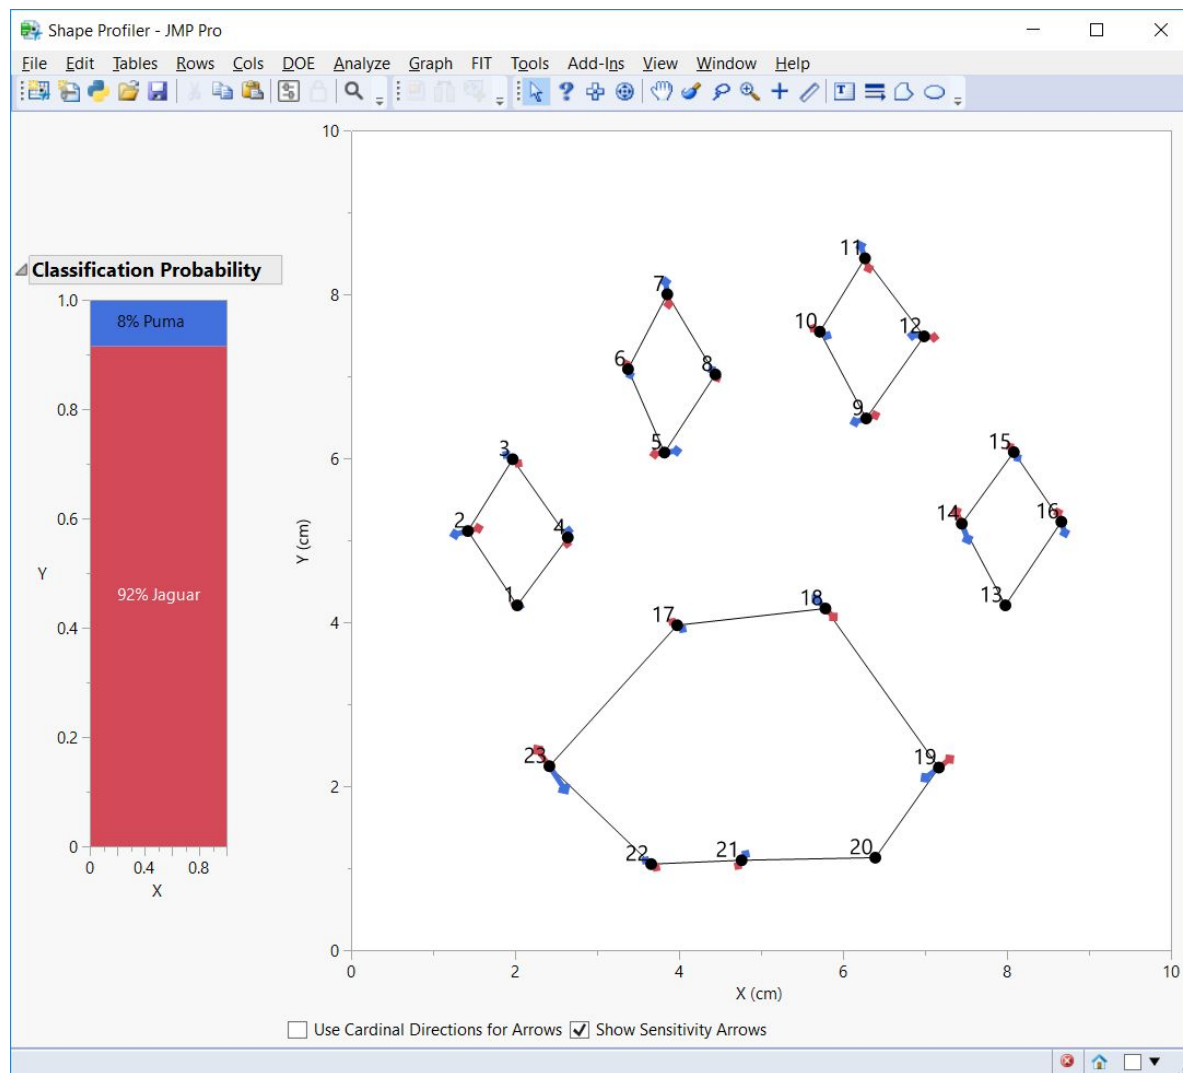 Shape Profiler - JMP Pro
File Edit Tables Rows Cols DOE Analyze Graph FIT Tools Add-Ins View Window Help
Classification Probability
1.0
0.8
0.6
0.4
0.2
0
Y
8% Puma
92% Jaguar
0 0.4 0.8
X
10
8
6
4
2
0
Y (cm)
11
7
10
12
6
8
9
5
15
3
2
4
14
16
1
13
17
18
23
19
22
21
20
0 2 4 6 8 10
X (cm)
Use Cardinal Directions for Arrows
Show Sensitivity Arrows